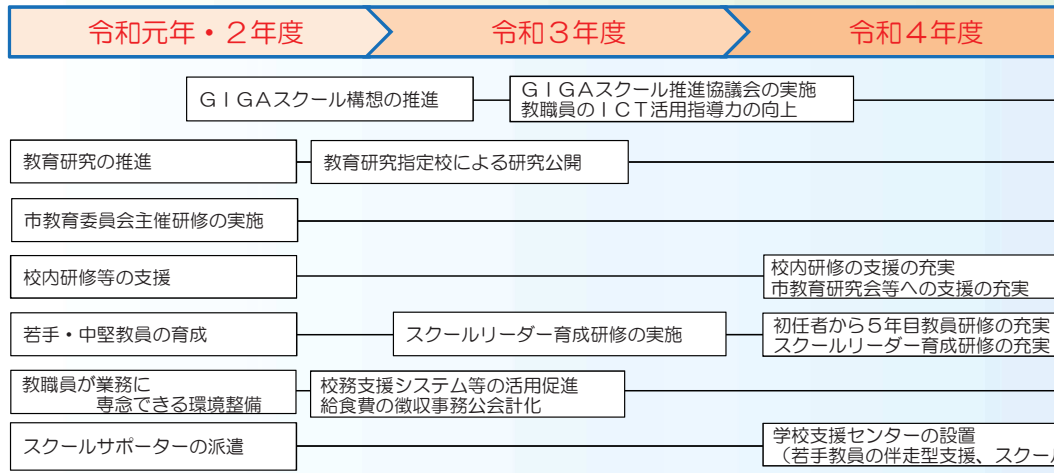 令和元年・２年度
令和３年度
令和４年度
ＧＩＧＡスクール構想の推進
ＧＩＧＡスクール推進協議会の実施
教職員のＩＣＴ活用指導力の向上
教育研究の推進
教育研究指定校による研究公開
市教育委員会主催研修の実施
校内研修等の支援
校内研修の支援の充実
市教育研究会等への支援の充実
若手・中堅教員の育成
スクールリーダー育成研修の実施
初任者から５年目教員研修の充実
スクールリーダー育成研修の充実
教職員が業務に
専念できる環境整備
校務支援システム等の活用促進
給食費の徴収事務公会計化
スクールサポーターの派遣
学校支援センターの設置
（若手教員の伴走型支援、スクール